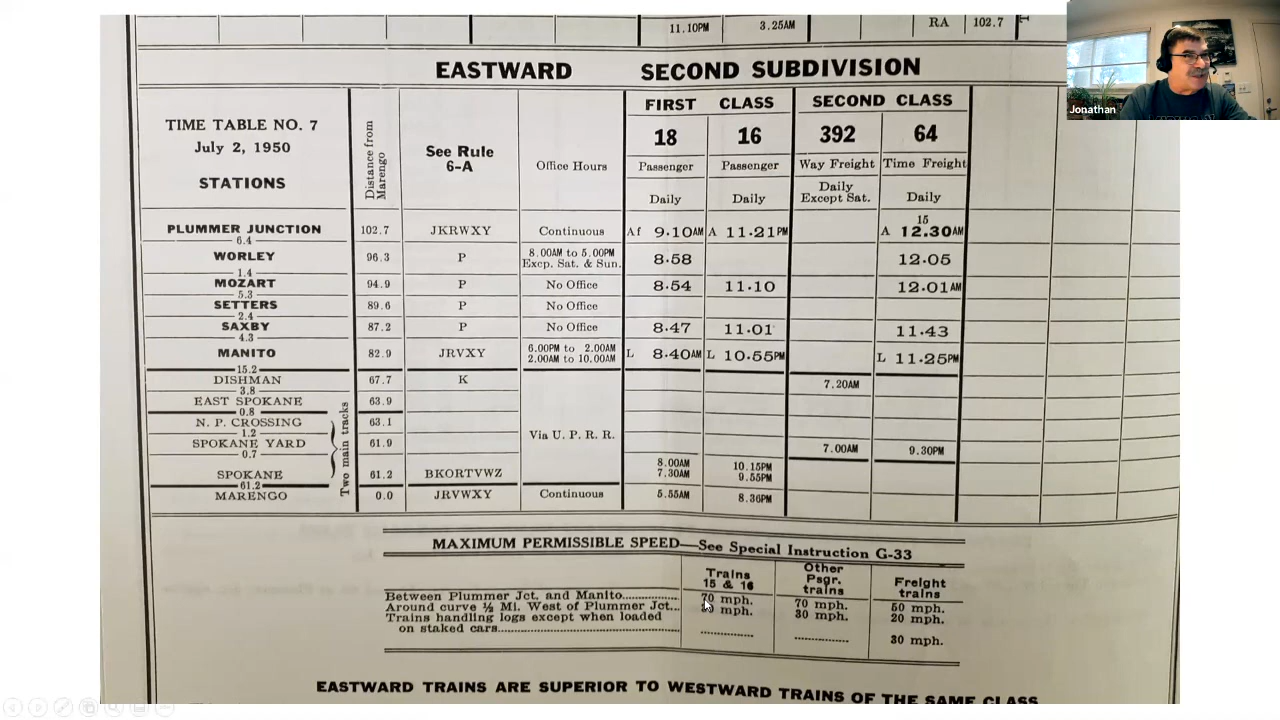 11.10PM 3.25AM RA 102.7
Jonathan
EASTWARD SECOND SUBDIVISION
TIME TABLE NO. 7
July 2, 1950
STATIONS
Distance from
Marengo
See Rule
6-A
Office Hours
FIRST CLASS SECOND CLASS
18 16 392 64
Passenger Passenger Way Freight Time Freight
Daily Daily Daily Except Sat. Daily
15
PLUMMER JUNCTION 102.7 JKRWXY Continuous Af 9.10AM A 11.21PM A 12.30AM
6.4
WORLEY 96.3 P 8.00AM to 5.00PM Excp. Sat. & Sun. 8.58 12.05
1.4
MOZART 94.9 P No Office 8.54 11.10 12.01AM
5.3
SETTERS 89.6 P No Office
2.4
SAXBY 87.2 P No Office 8.47 11.01 11.43
4.3
MANITO 82.9 JRVXY 6.00PM to 2.00AM 2.00AM to 10.00AM L 8.40AM L 10.55PM L 11.25PM
15.2
DISHMAN 67.7 K 7.20AM
3.8
EAST SPOKANE 63.9
0.8
N. P. CROSSING 63.1
1.2
Two main tracks
Via U. P. R. R.
SPOKANE YARD 61.9 7.00AM 9.30PM
0.7
8.00AM 10.15PM
SPOKANE 61.2 BKORTVWZ 7.30AM 9.55PM
61.2
MARENGO 0.0 JRVWXY Continuous 5.55AM 8.36PM
MAXIMUM PERMISSIBLE SPEED—See Special Instruction G-33
Trains
15 & 16
Other
Psgr.
trains
Freight
trains
Between Plummer Jct. and Manito 70 mph. 70 mph. 50 mph.
Around curve ½ Mi. West of Plummer Jct. mph. 30 mph. 20 mph.
Trains handling logs except when loaded
on staked cars 30 mph.
EASTWARD TRAINS ARE SUPERIOR TO WESTWARD TRAINS OF THE SAME CLASS